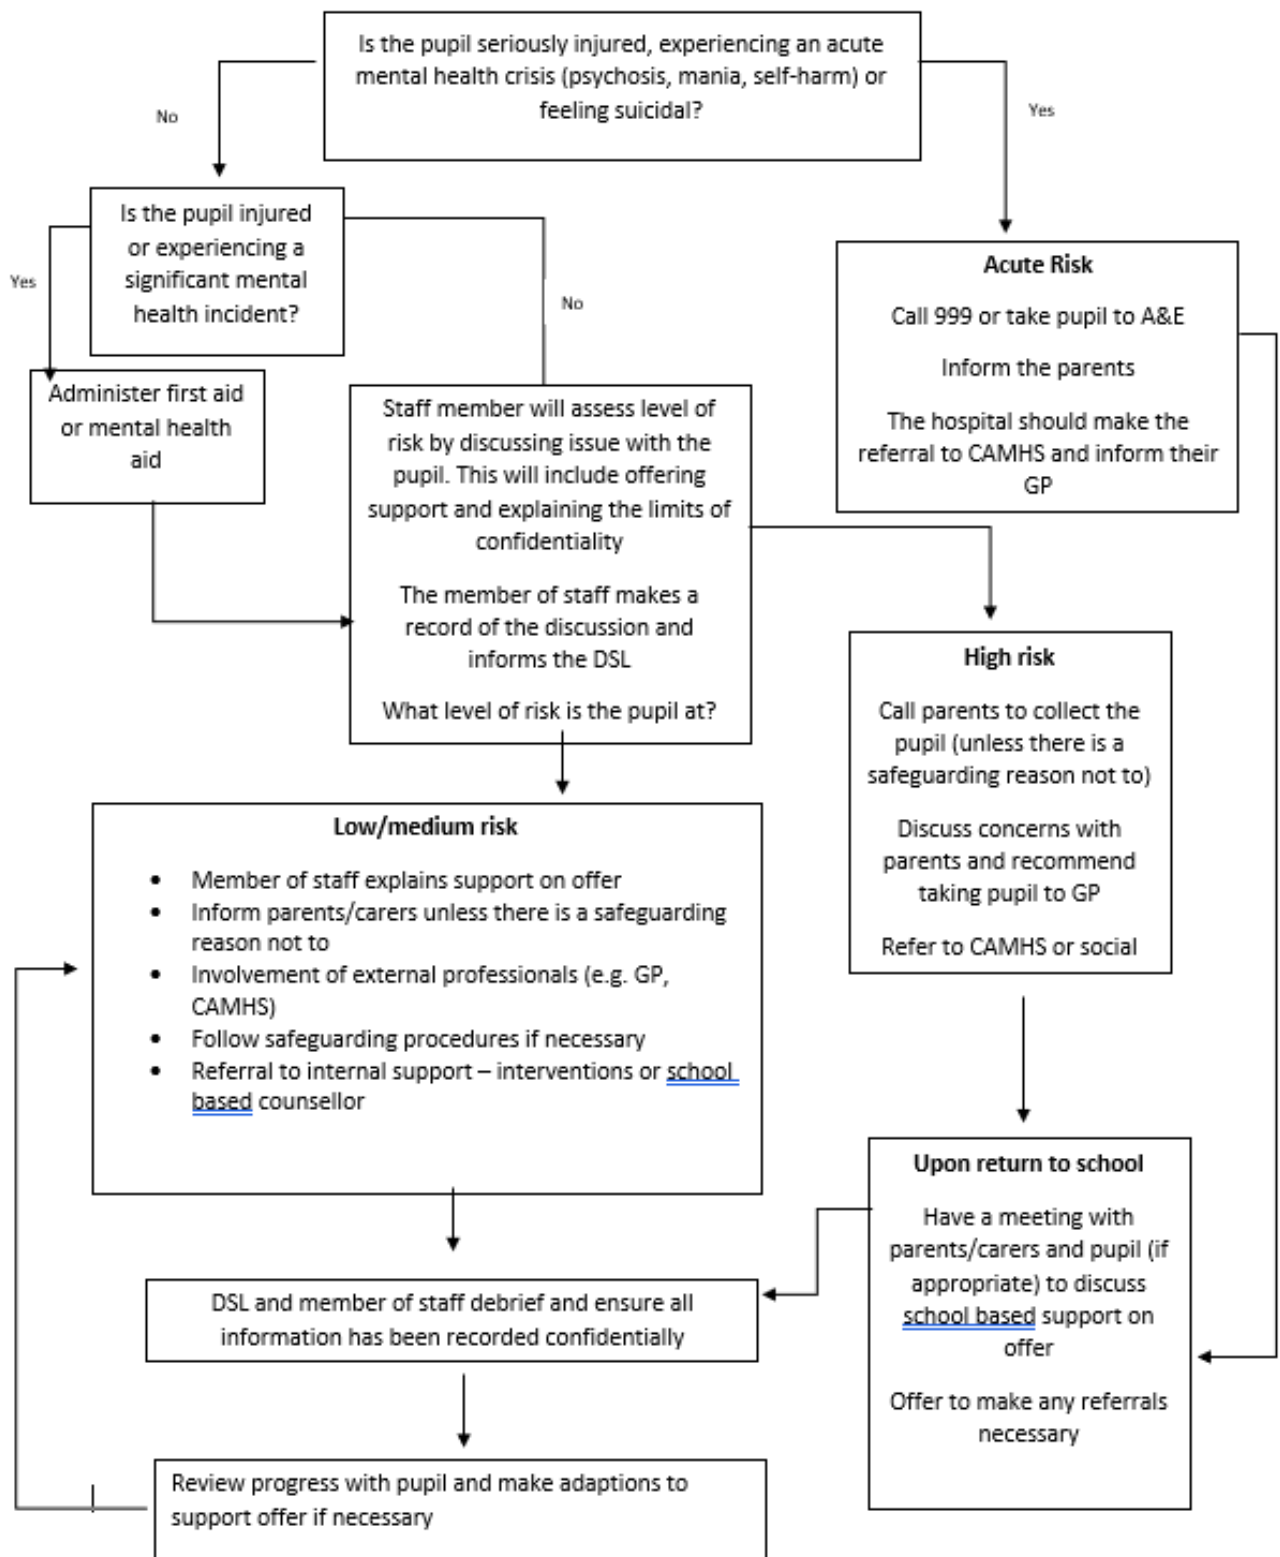 Is the pupil seriously injured, experiencing an acute
mental health crisis (psychosis, mania, self-harm) or
feeling suicidal?
No
Yes
Is the pupil injured
or experiencing a
significant mental
health incident?
Yes
No
Administer first aid
or mental health
aid
Acute Risk
Call 999 or take pupil to A&E
Inform the parents
The hospital should make the
referral to CAMHS and inform their
GP
Staff member will assess level of
risk by discussing issue with the
pupil. This will include offering
support and explaining the limits of
confidentiality
The member of staff makes a
record of the discussion and
informs the DSL
What level of risk is the pupil at?
High risk
Call parents to collect the
pupil (unless there is a
safeguarding reason not to)
Discuss concerns with
parents and recommend
taking pupil to GP
Refer to CAMHS or social
Low/medium risk
• Member of staff explains support on offer
• Inform parents/carers unless there is a safeguarding
reason not to
• Involvement of external professionals (e.g. GP,
CAMHS)
• Follow safeguarding procedures if necessary
• Referral to internal support – interventions or school
based counsellor
Upon return to school
Have a meeting with
parents/carers and pupil (if
appropriate) to discuss
school based support on
offer
Offer to make any referrals
necessary
DSL and member of staff debrief and ensure all
information has been recorded confidentially
Review progress with pupil and make adaptions to
support offer if necessary